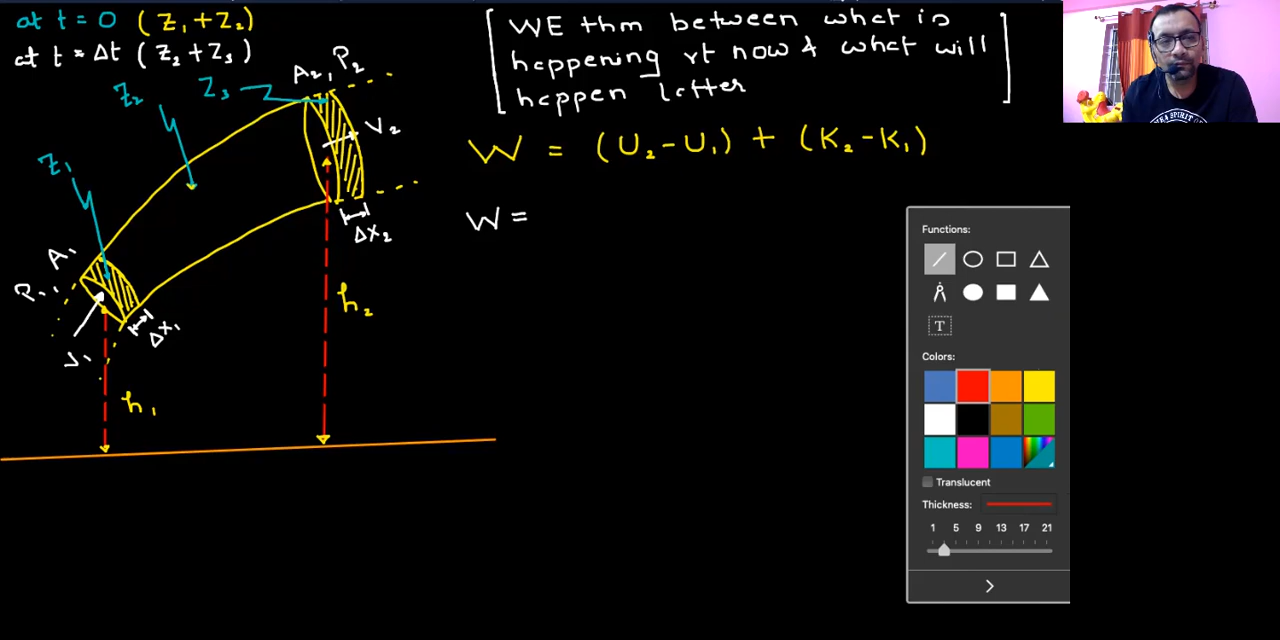 at t = 0 (Z₁ + Z₂)
at t = Δt (Z₂ + Z₃)
[WE thm between what is
happening rt now & what will
happen latter]
W = (U₂ - U₁) + (K₂ - K₁)
W =
A₂, P₂
Z₃
Z₂
V₂
Z₁
Δx₂
A₁
P₁
h₂
Δx₁
h₁
Functions:
T
Colors:
Translucent
Thickness:
1 5 9 13 17 21
SPIRIT OF